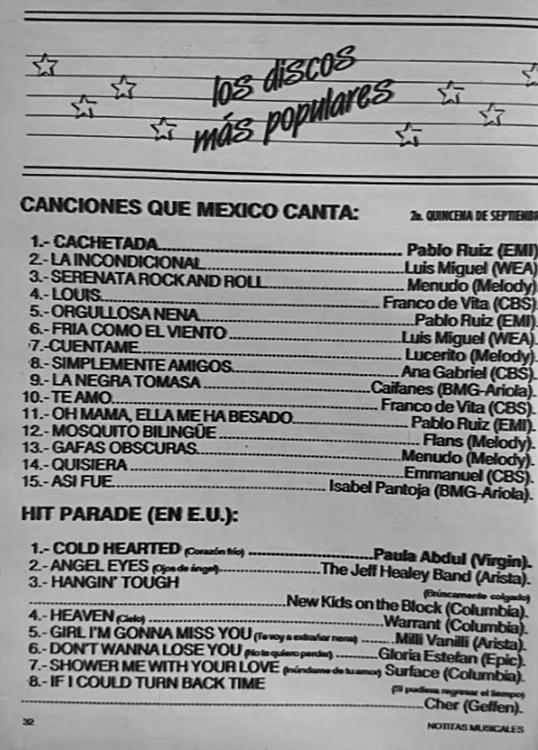 los discos
más populares
CANCIONES QUE MEXICO CANTA: 2a. QUINCENA DE SEPTIEMBR
1.- CACHETADA........ Pablo Ruiz (EMI)
2.- LA INCONDICIONAL........ Luis Miguel (WEA)
3.- SERENATA ROCK AND ROLL........ Menudo (Melody)
4.- LOUIS........ Franco de Vita (CBS).
5.- ORGULLOSA NENA........ Pablo Ruiz (EMI).
6.- FRIA COMO EL VIENTO........ Luis Miguel (WEA).
7.-CUENTAME........ Lucerito (Melody).
8.- SIMPLEMENTE AMIGOS........ Ana Gabriel (CBS).
9.- LA NEGRA TOMASA........ Caifanes (BMG-Ariola).
10.- TE AMO........ Franco de Vita (CBS).
11.- OH MAMA, ELLA ME HA BESADO........ Pablo Ruiz (EMI).
12.- MOSQUITO BILINGÜE........ Flans (Melody).
13.- GAFAS OBSCURAS........ Menudo (Melody).
14.- QUISIERA........ Emmanuel (CBS).
15.- ASI FUE........ Isabel Pantoja (BMG-Ariola).
HIT PARADE (EN E.U.):
1.- COLD HEARTED (Corazón frío)........ Paula Abdul (Virgin).
2.- ANGEL EYES (Ojos de ángel)........ The Jeff Healey Band (Arista).
3.- HANGIN' TOUGH (Brúscamente colgado)
........ New Kids on the Block (Columbia).
4.- HEAVEN (Cielo)........ Warrant (Columbia).
5.- GIRL I'M GONNA MISS YOU (Te voy a extrañar nena)........ Milli Vanilli (Arista).
6.- DON'T WANNA LOSE YOU (No te quiero perder)........ Gloria Estefan (Epic).
7.- SHOWER ME WITH YOUR LOVE (Inúndame de tu amor) Surface (Columbia).
8.- IF I COULD TURN BACK TIME (Si pudiera regresar el tiempo)
........ Cher (Geffen).
32 NOTITAS MUSICALES